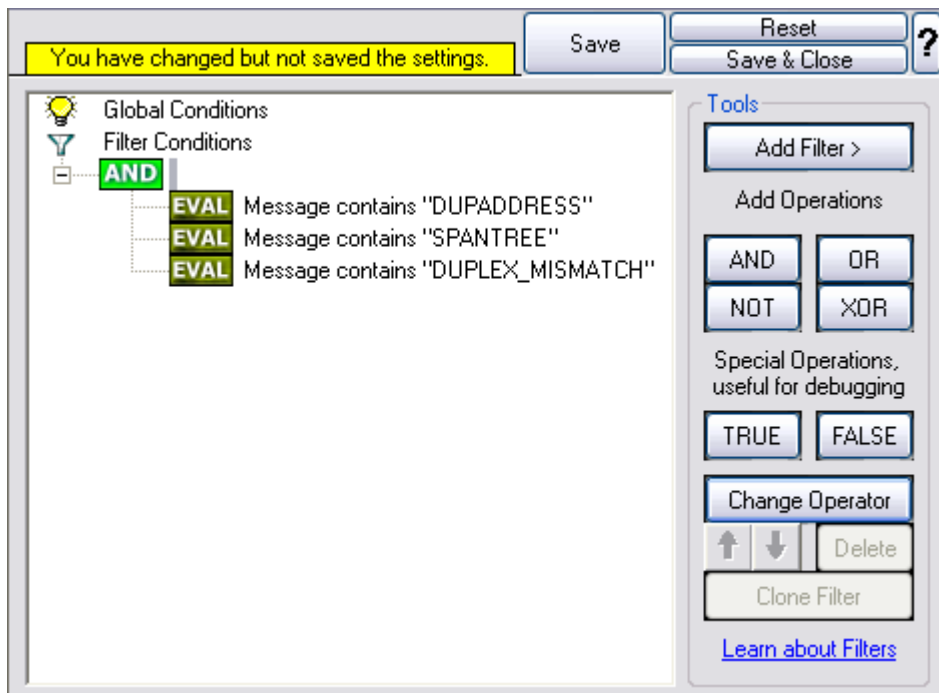 You have changed but not saved the settings.
Save
Reset
Save & Close
?
Global Conditions
Filter Conditions
AND
EVAL Message contains "DUPADDRESS"
EVAL Message contains "SPANTREE"
EVAL Message contains "DUPLEX_MISMATCH"
Tools
Add Filter >
Add Operations
AND OR
NOT XOR
Special Operations,
useful for debugging
TRUE FALSE
Change Operator
Delete
Clone Filter
Learn about Filters